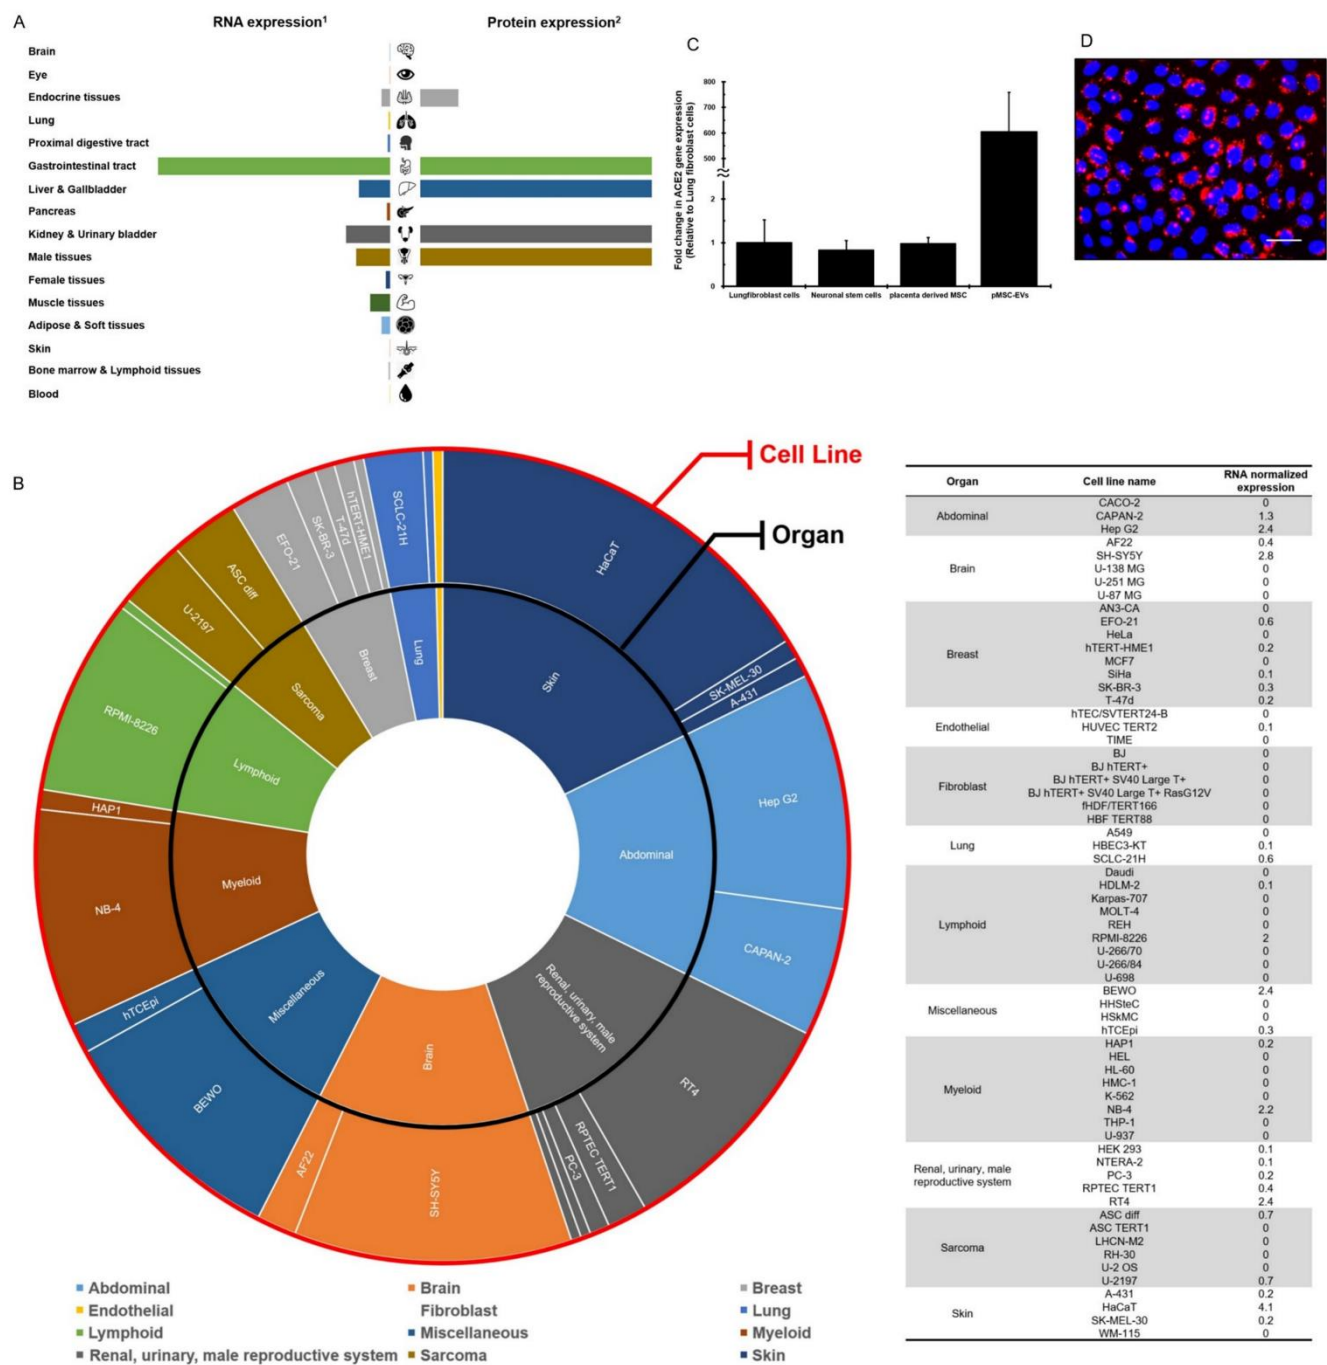 A
RNA expression¹
Protein expression²
Brain
Eye
Endocrine tissues
Lung
Proximal digestive tract
Gastrointestinal tract
Liver & Gallbladder
Pancreas
Kidney & Urinary bladder
Male tissues
Female tissues
Muscle tissues
Adipose & Soft tissues
Skin
Bone marrow & Lymphoid tissues
Blood
C
Fold change in ACE2 gene expression
(Relative to Lung fibroblast cells)
800
700
600
500
2
1
0
Lungfibroblast cells
Neuronal stem cells
placenta derived MSC
pMSC-EVs
D
B
Cell Line
Organ
HaCaT
SK-MEL-30
A-431
Hep G2
CAPAN-2
RT4
RPTEC TERT1
PC-3
SH-SY5Y
AF22
BEWO
hTCEpi
NB-4
HAP1
RPMI-8226
U-2197
ASC diff
EFO-21
SK-BR-3
T-47d
hTERT-HME1
SCLC-21H
Skin
Abdominal
Renal, urinary, male
reproductive system
Brain
Miscellaneous
Myeloid
Lymphoid
Sarcoma
Breast
Lung
Abdominal
Brain
Breast
Endothelial
Fibroblast
Lung
Lymphoid
Miscellaneous
Myeloid
Renal, urinary, male reproductive system
Sarcoma
Skin
Organ Cell line name RNA normalized
expression
Abdominal
CACO-2 0
CAPAN-2 1.3
Hep G2 2.4
Brain
AF22 0.4
SH-SY5Y 2.8
U-138 MG 0
U-251 MG 0
U-87 MG 0
Breast
AN3-CA 0
EFO-21 0.6
HeLa 0
hTERT-HME1 0.2
MCF7 0
SiHa 0.1
SK-BR-3 0.3
T-47d 0.2
Endothelial
hTEC/SVTERT24-B 0
HUVEC TERT2 0.1
TIME 0
Fibroblast
BJ 0
BJ hTERT+ 0
BJ hTERT+ SV40 Large T+ 0
BJ hTERT+ SV40 Large T+ RasG12V 0
fHDF/TERT166 0
HBF TERT88 0
Lung
A549 0
HBEC3-KT 0.1
SCLC-21H 0.6
Lymphoid
Daudi 0
HDLM-2 0.1
Karpas-707 0
MOLT-4 0
REH 0
RPMI-8226 2
U-266/70 0
U-266/84 0
U-698 0
Miscellaneous
BEWO 2.4
HHSteC 0
HSkMC 0
hTCEpi 0.3
Myeloid
HAP1 0.2
HEL 0
HL-60 0
HMC-1 0
K-562 0
NB-4 2.2
THP-1 0
U-937 0
Renal, urinary, male
reproductive system
HEK 293 0.1
NTERA-2 0.1
PC-3 0.2
RPTEC TERT1 0.4
RT4 2.4
Sarcoma
ASC diff 0.7
ASC TERT1 0
LHCN-M2 0
RH-30 0
U-2 OS 0
U-2197 0.7
Skin
A-431 0.2
HaCaT 4.1
SK-MEL-30 0.2
WM-115 0